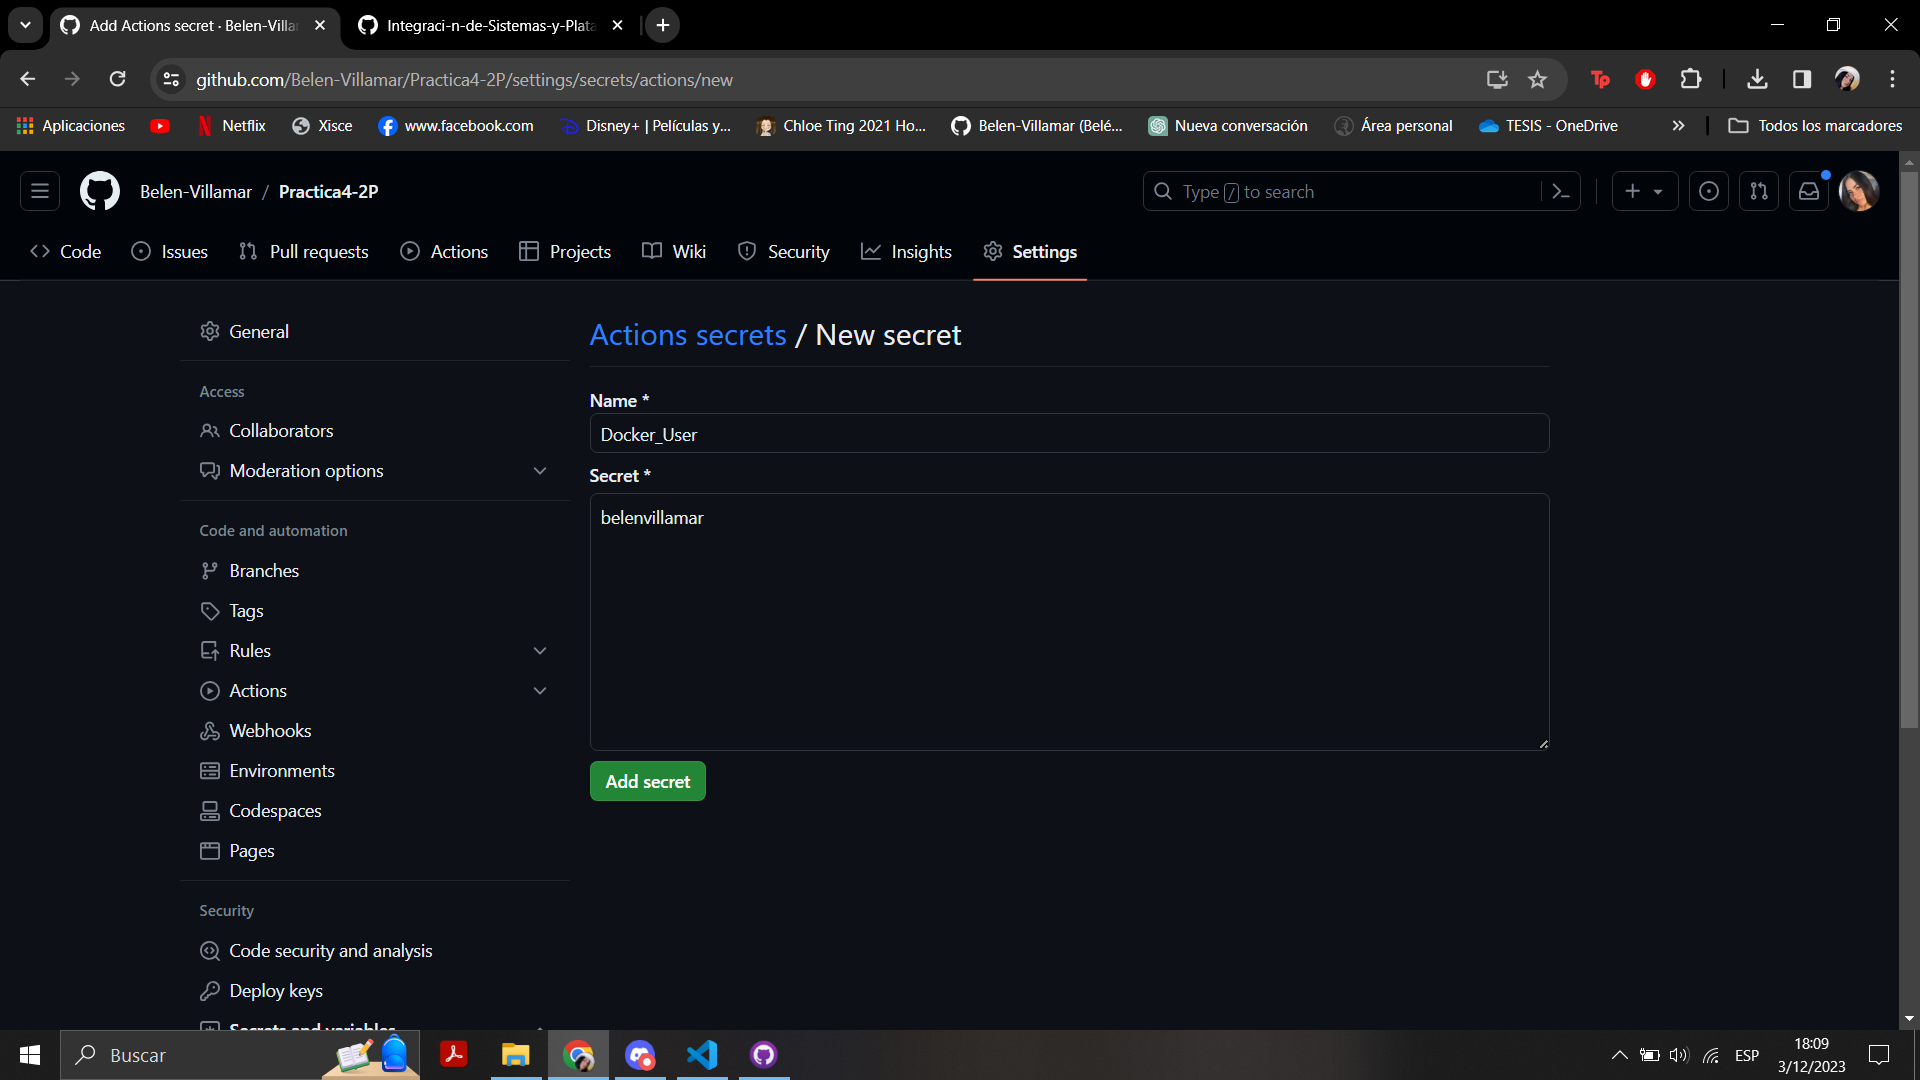 Add Actions secret · Belen-Villa
Integraci-n-de-Sistemas-y-Plata
github.com/Belen-Villamar/Practica4-2P/settings/secrets/actions/new
Tp
Aplicaciones
Netflix
Xisce
www.facebook.com
Disney+ | Películas y...
Chloe Ting 2021 Ho...
Belen-Villamar (Belé...
Nueva conversación
Área personal
TESIS - OneDrive
Todos los marcadores
Belen-Villamar / Practica4-2P
Type / to search
Code
Issues
Pull requests
Actions
Projects
Wiki
Security
Insights
Settings
General
Access
Collaborators
Moderation options
Code and automation
Branches
Tags
Rules
Actions
Webhooks
Environments
Codespaces
Pages
Security
Code security and analysis
Deploy keys
Secrets and variables
Actions secrets / New secret
Name *
Docker_User
Secret *
belenvillamar
Add secret
Buscar
ESP
18:09
3/12/2023